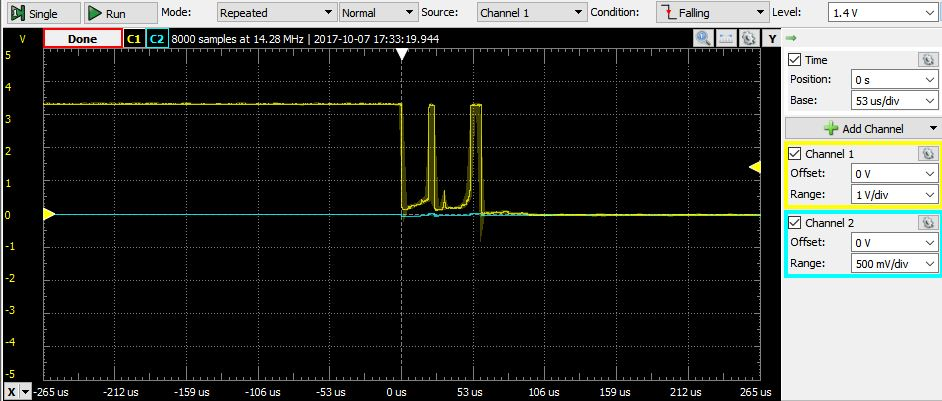 Single Run Mode: Repeated Normal Source: Channel 1 Condition: Falling Level: 1.4 V
V Done C1 C2 8000 samples at 14.28 MHz | 2017-10-07 17:33:19.944 Y
5
4
3
2
1
0
-1
-2
-3
-4
-5
X -265 us -212 us -159 us -106 us -53 us 0 us 53 us 106 us 159 us 212 us 265 us
Time
Position: 0 s
Base: 53 us/div
Add Channel
Channel 1
Offset: 0 V
Range: 1 V/div
Channel 2
Offset: 0 V
Range: 500 mV/div